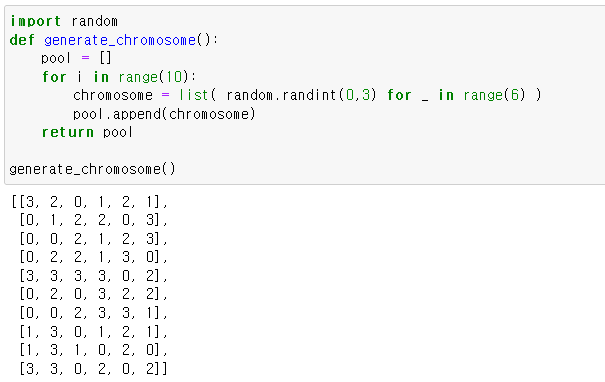 import random
def generate_chromosome():
    pool = []
    for i in range(10):
        chromosome = list( random.randint(0,3) for _ in range(6) )
        pool.append(chromosome)
    return pool

generate_chromosome()
[[3, 2, 0, 1, 2, 1],
 [0, 1, 2, 2, 0, 3],
 [0, 0, 2, 1, 2, 3],
 [0, 2, 2, 1, 3, 0],
 [3, 3, 3, 3, 0, 2],
 [0, 2, 0, 3, 2, 2],
 [0, 0, 2, 3, 3, 1],
 [1, 3, 0, 1, 2, 1],
 [1, 3, 1, 0, 2, 0],
 [3, 3, 0, 2, 0, 2]]